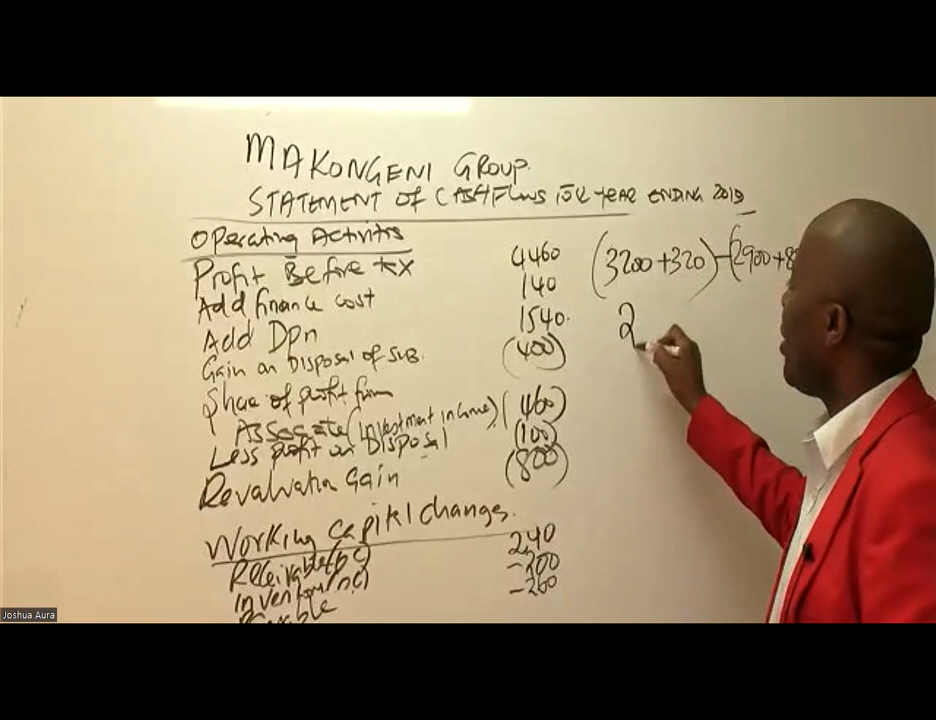 MAKONGENI GROUP.
STATEMENT OF CASHFLOWS FOR YEAR ENDING 2019
Operating Activities
Profit Before tax 4460 (3200+320)-(2900+8
Add finance cost 140
Add Dpn 1540. 2
Gain on Disposal of sub. (400)
Share of profit from
Associate (Investment income) (460)
Less profit on Disposal (100)
Revaluation Gain (800)
Working capital changes.
Receivable 240
Inventory -200
Payable -260
Joshua Aura